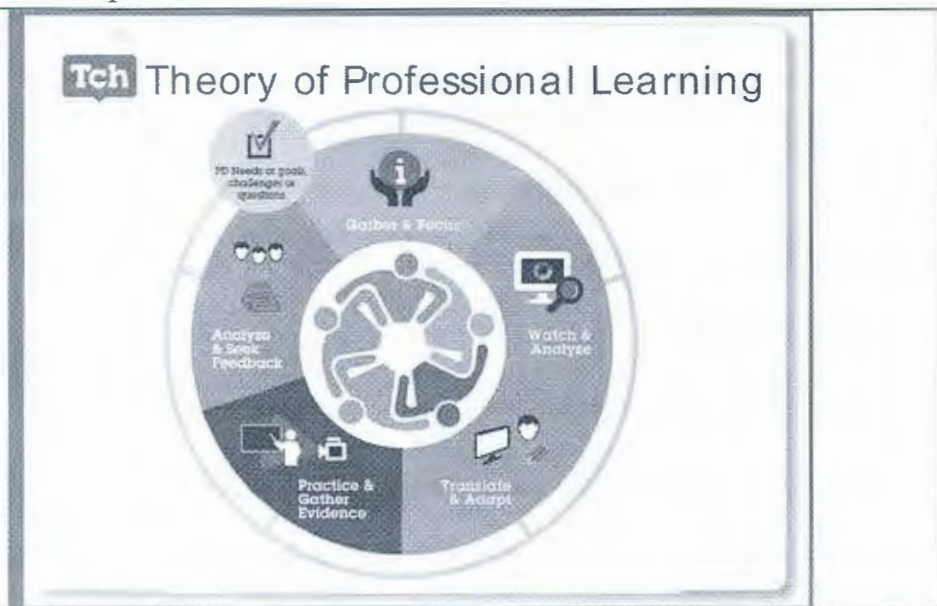 Tch Theory of Professional Learning
PD Needs or goals,
challenges or
questions
Gather & Focus
Watch &
Analyze
Translate
& Adapt
Practice &
Gather
Evidence
Analyze
& Seek
Feedback